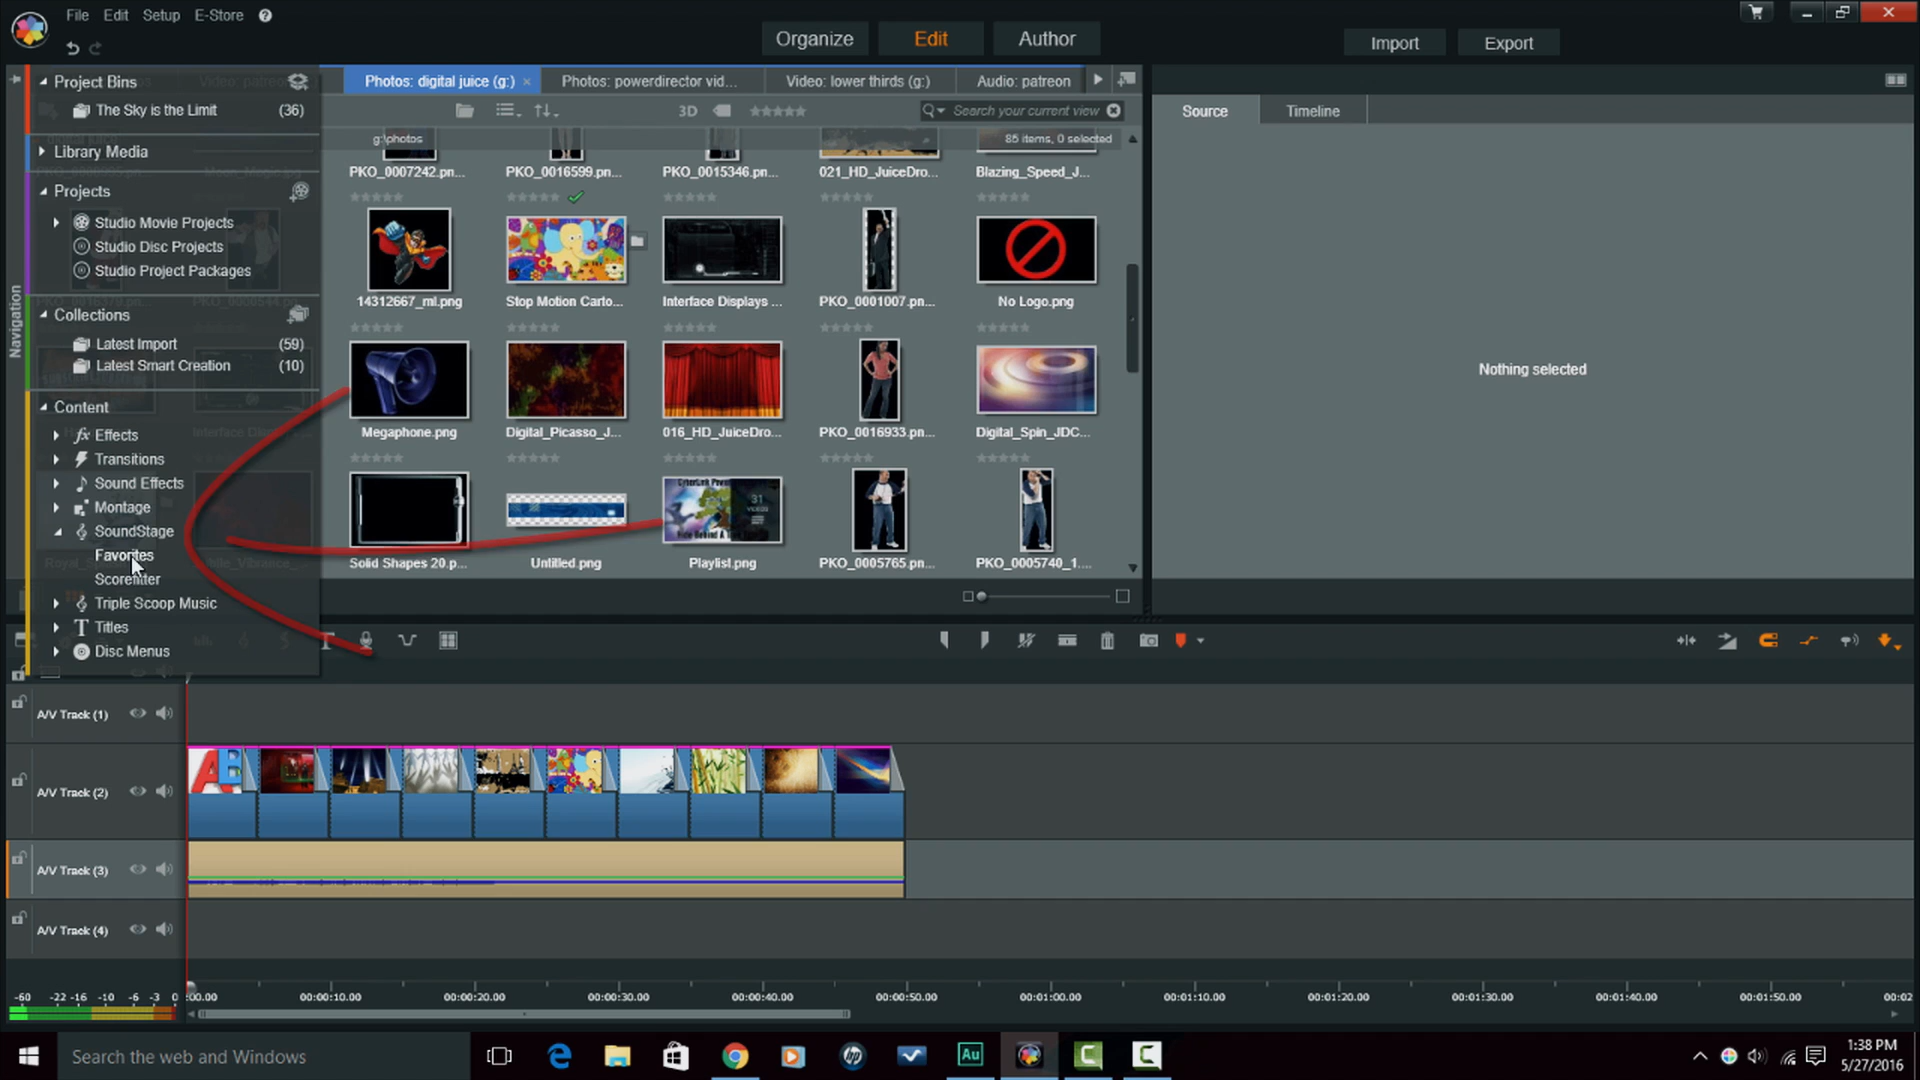 File Edit Setup E-Store ?
Organize Edit Author Import Export
Navigation
Project Bins
The Sky is the Limit (36)
Library Media
Projects
Studio Movie Projects
Studio Disc Projects
Studio Project Packages
Collections
Latest Import (59)
Latest Smart Creation (10)
Content
fx Effects
Transitions
Sound Effects
Montage
SoundStage
Favorites
Scorefitter
Triple Scoop Music
T Titles
Disc Menus
Photos: digital juice (g:) × Photos: powerdirector vid... Video: lower thirds (g:) Audio: patreon
3D Search your current view
g:\photos 85 items, 0 selected
PKO_0007242.pn... PKO_0016599.pn... PKO_0015346.pn... 021_HD_JuiceDro... Blazing_Speed_J...
14312667_ml.png Stop Motion Carto... Interface Displays ... PKO_0001007.pn... No Logo.png
Megaphone.png Digital_Picasso_J... 016_HD_JuiceDro... PKO_0016933.pn... Digital_Spin_JDC...
31
VIDEOS
Solid Shapes 20.p... Untitled.png Playlist.png PKO_0005765.pn... PKO_0005740_1....
Source Timeline
Nothing selected
A/V Track (1)
A/V Track (2)
A/V Track (3)
A/V Track (4)
-60 -22 -16 -10 -6 -3 0 :00.00 00:00:10.00 00:00:20.00 00:00:30.00 00:00:40.00 00:00:50.00 00:01:00.00 00:01:10.00 00:01:20.00 00:01:30.00 00:01:40.00 00:01:50.00 00:02
Search the web and Windows
Au
1:38 PM
5/27/2016